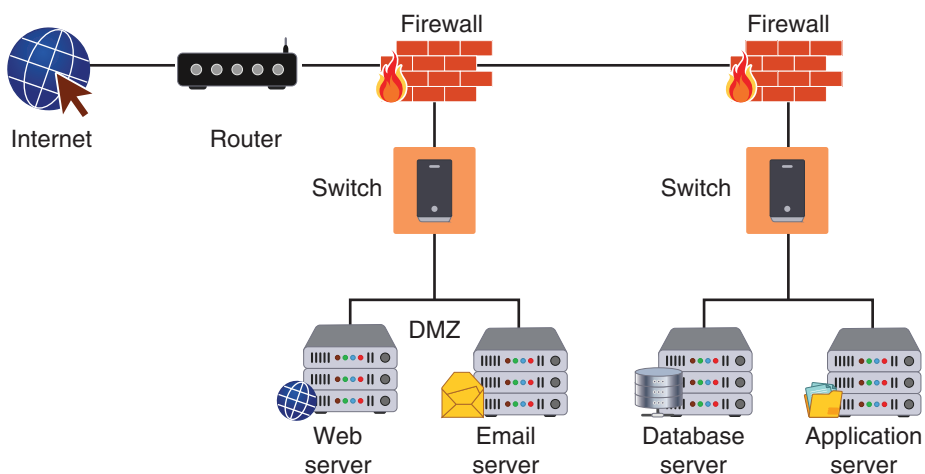 Firewall
Firewall
Internet
Router
Switch
Switch
DMZ
Web
server
Email
server
Database
server
Application
server